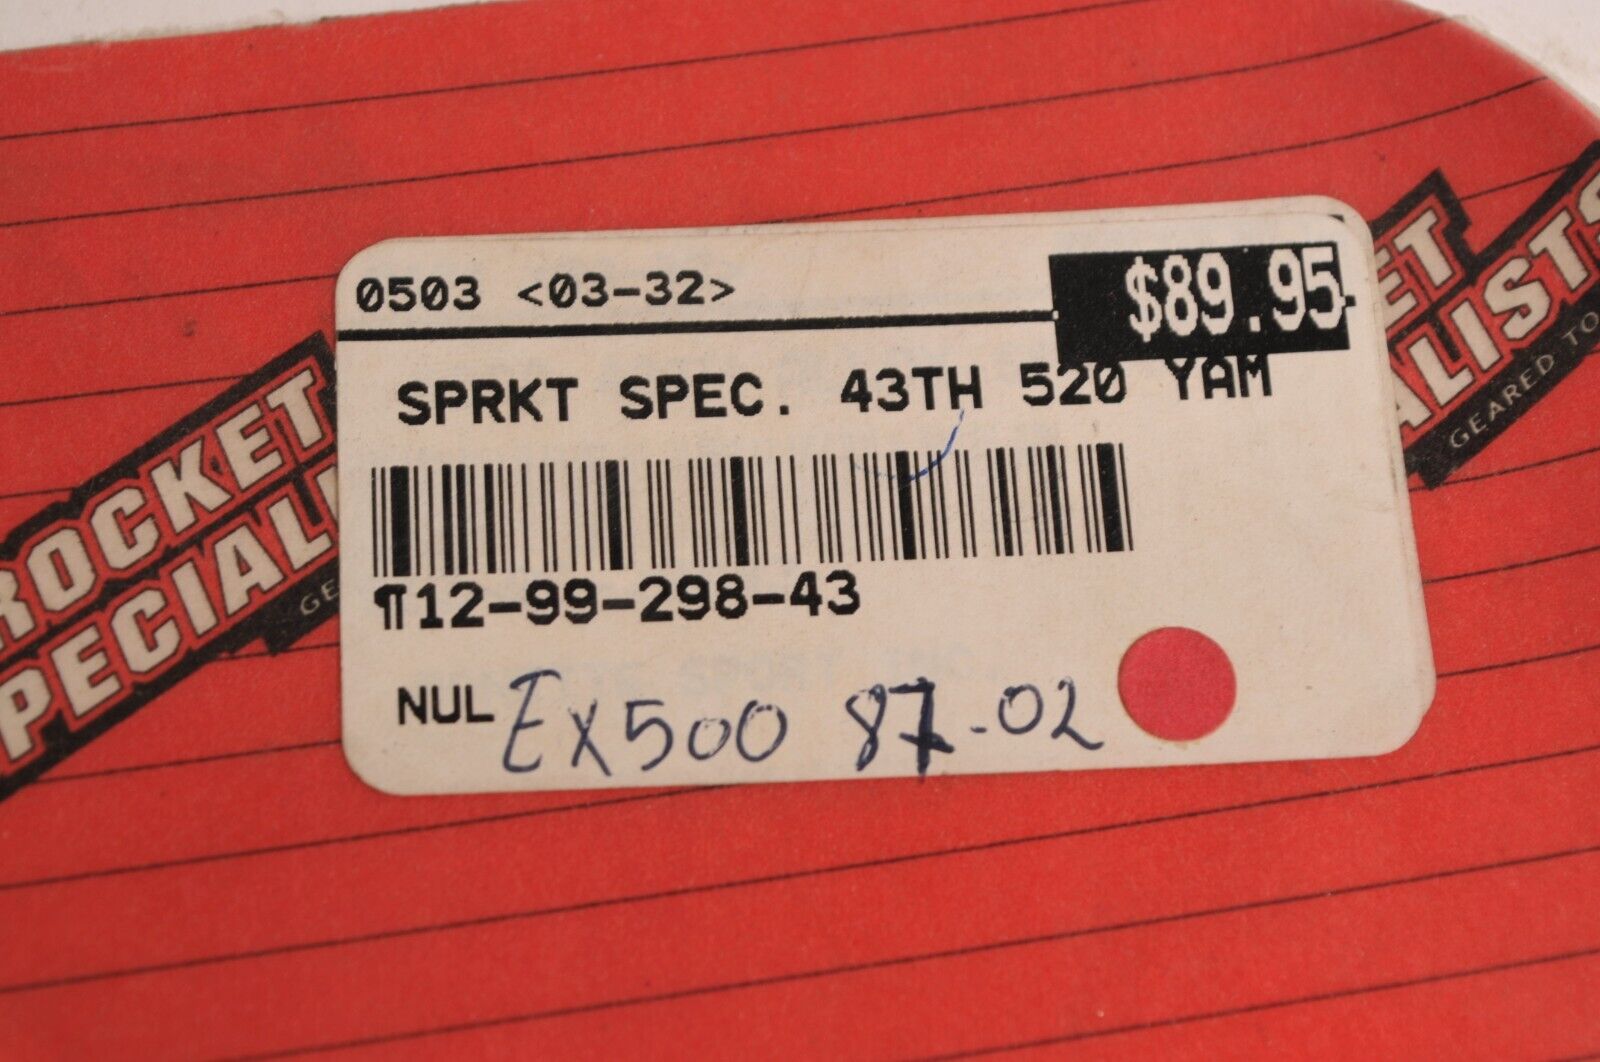 0503 <03-32>
$89.95
SPRKT SPEC. 43TH 520 YAM
¶12-99-298-43
NUL EX500 87-02
ROCKET
PECIAL
GE
ET
ALISTS
GEARED TO